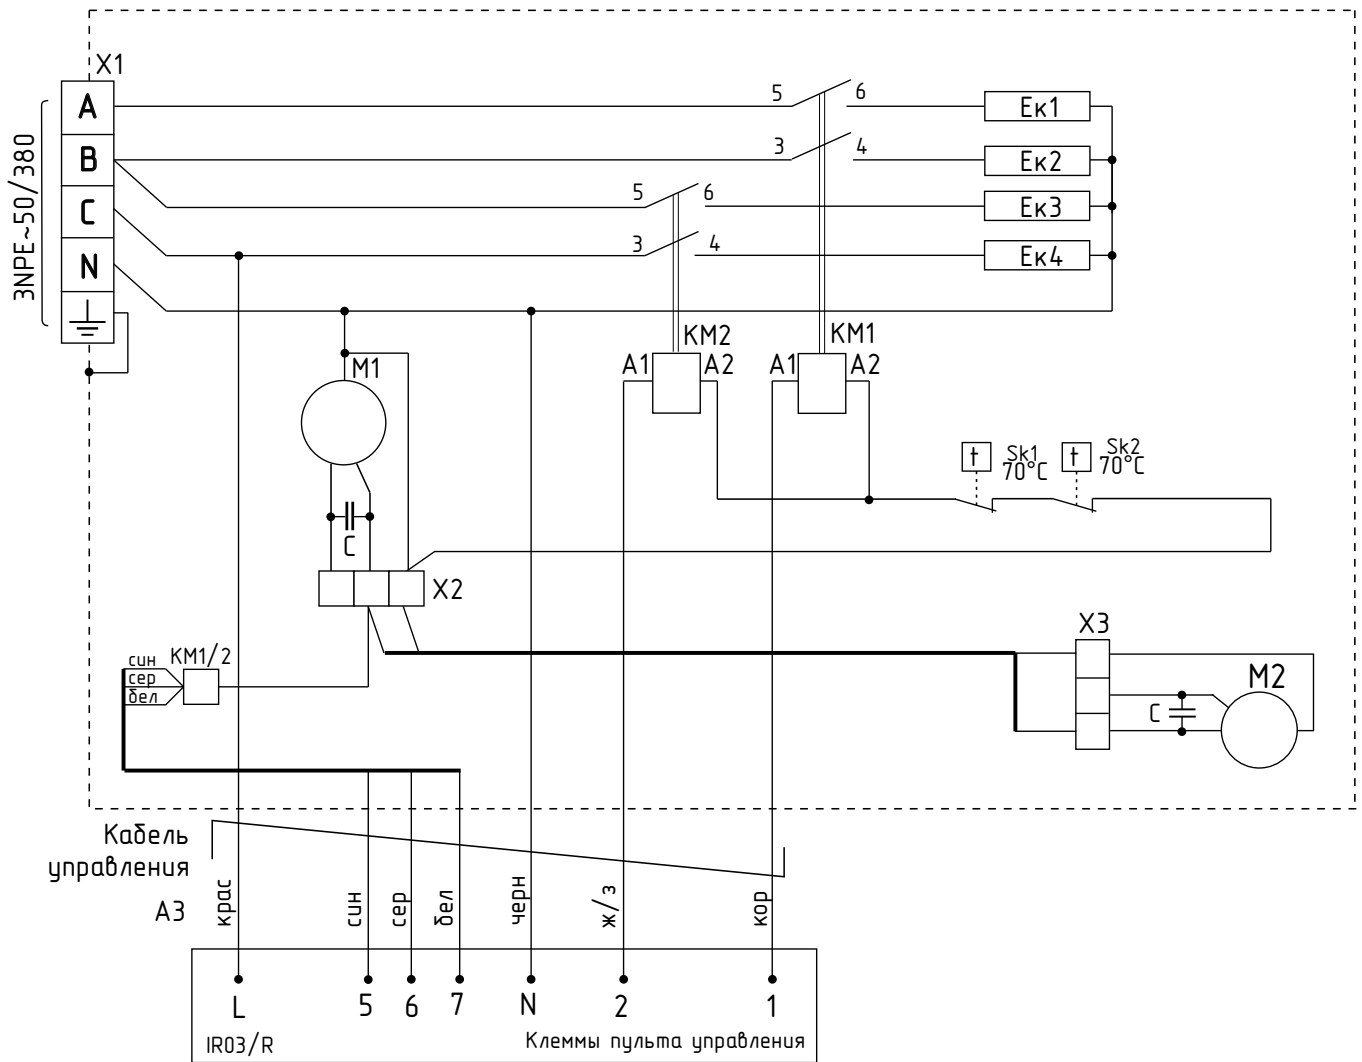 X1
A
B
C
N
3NPE~50/380
5
6
Ек1
3
4
Ек2
5
6
Ек3
3
4
Ек4
KM2
A1
A2
KM1
A1
A2
M1
C
X2
t
Sk1
70°C
t
Sk2
70°C
X3
M2
C
KM1/2
син
сер
бел
Кабель
управления
A3
крас
син
сер
бел
черн
ж/з
кор
L
5
6
7
N
2
1
IR03/R
Клеммы пульта управления